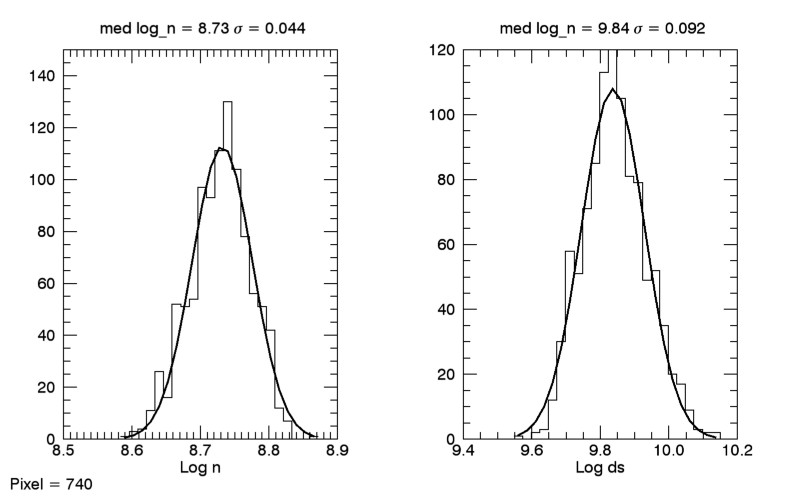 med log_n = 8.73 σ = 0.044
med log_n = 9.84 σ = 0.092
140
120
100
80
60
40
20
0
8.5 8.6 8.7 8.8 8.9
Log n
120
100
80
60
40
20
0
9.4 9.6 9.8 10.0 10.2
Log ds
Pixel = 740